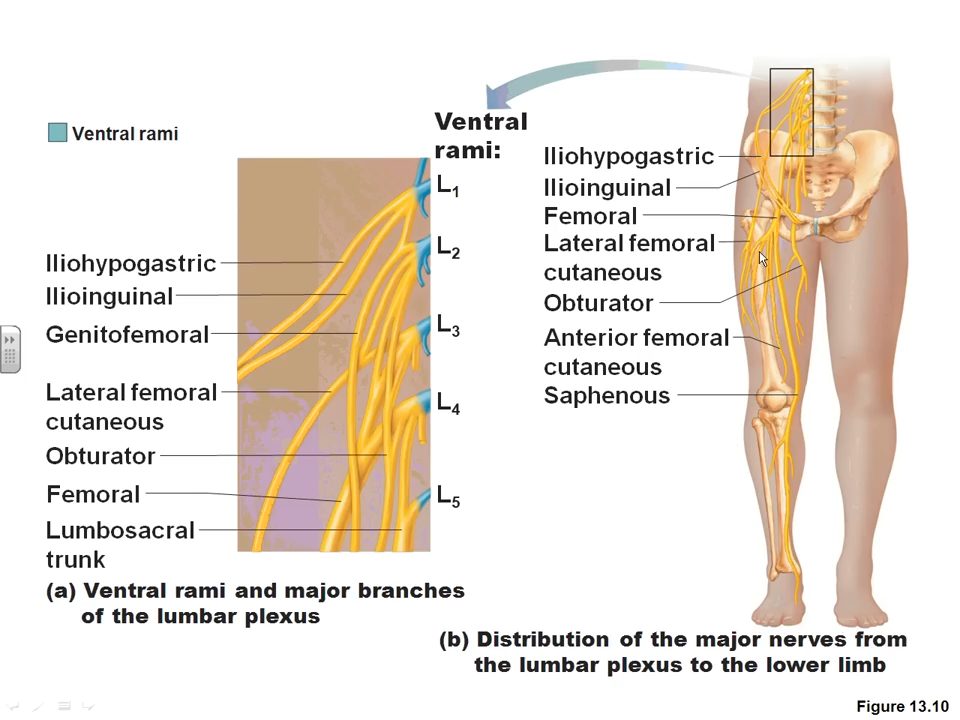 Ventral rami
Ventral
rami:
L1
L2
L3
L4
L5
Iliohypogastric
Ilioinguinal
Genitofemoral
Lateral femoral
cutaneous
Obturator
Femoral
Lumbosacral
trunk
(a) Ventral rami and major branches
of the lumbar plexus
Iliohypogastric
Ilioinguinal
Femoral
Lateral femoral
cutaneous
Obturator
Anterior femoral
cutaneous
Saphenous
(b) Distribution of the major nerves from
the lumbar plexus to the lower limb
Figure 13.10